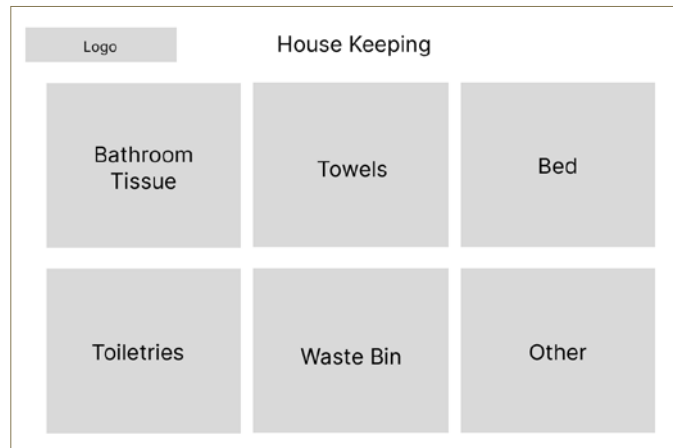 Logo
House Keeping
Bathroom
Tissue
Towels
Bed
Toiletries
Waste Bin
Other